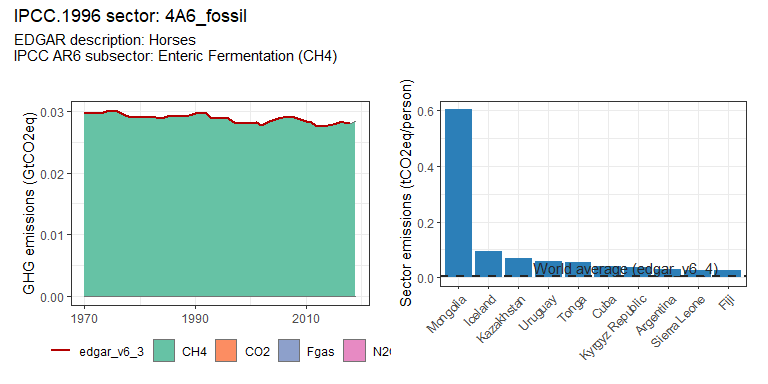 IPCC.1996 sector: 4A6_fossil
EDGAR description: Horses
IPCC AR6 subsector: Enteric Fermentation (CH4)
GHG emissions (GtCO2eq)
0.03
0.02
0.01
0.00
1970
1990
2010
edgar_v6_3
CH4
CO2
Fgas
N2
Sector emissions (tCO2eq/person)
0.6
0.4
0.2
0.0
World average (edgar_v6_4)
Mongolia
Iceland
Kazakhstan
Uruguay
Tonga
Cuba
Kyrgyz Republic
Argentina
Sierra Leone
Fiji